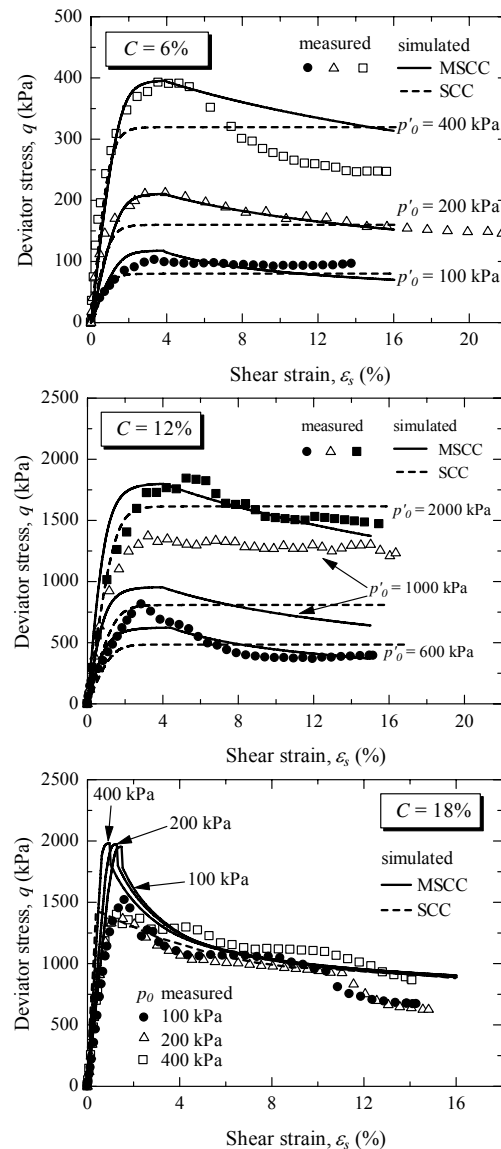 C = 6%
measured simulated
MSCC
SCC
p'0 = 400 kPa
p'0 = 200 kPa
p'0 = 100 kPa
Deviator stress, q (kPa)
500
400
300
200
100
0
0 4 8 12 16 20
Shear strain, εs (%)
C = 12%
measured simulated
MSCC
SCC
p'0 = 2000 kPa
p'0 = 1000 kPa
p'0 = 600 kPa
Deviator stress, q (kPa)
2500
2000
1500
1000
500
0
0 4 8 12 16 20
Shear strain, εs (%)
C = 18%
400 kPa
200 kPa
100 kPa
simulated
MSCC
SCC
p0 measured
100 kPa
200 kPa
400 kPa
Deviator stress, q (kPa)
2500
2000
1500
1000
500
0
0 4 8 12 16
Shear strain, εs (%)